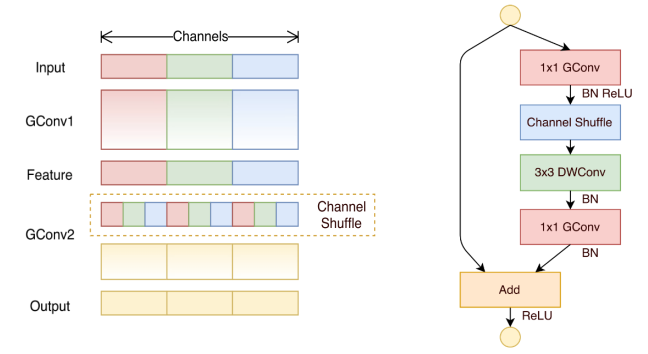 Channels
Input
GConv1
Feature
Channel
Shuffle
GConv2
Output
1x1 GConv
BN ReLU
Channel Shuffle
3x3 DWConv
BN
1x1 GConv
BN
Add
ReLU